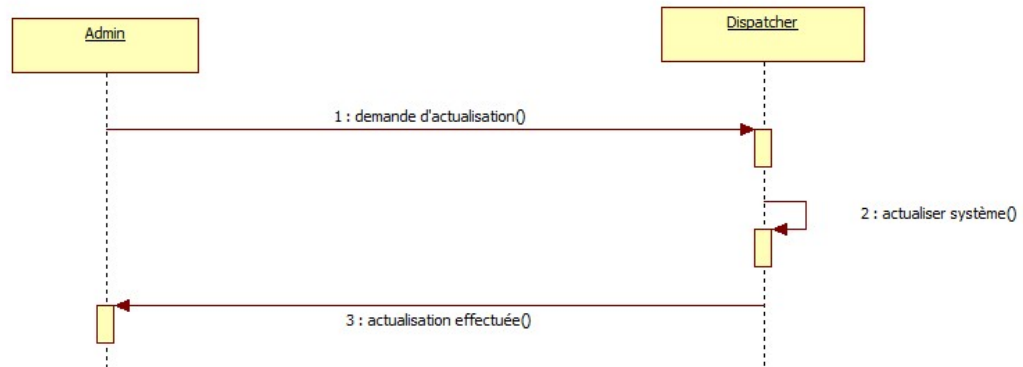 Admin
Dispatcher
1 : demande d'actualisation()
2 : actualiser système()
3 : actualisation effectuée()